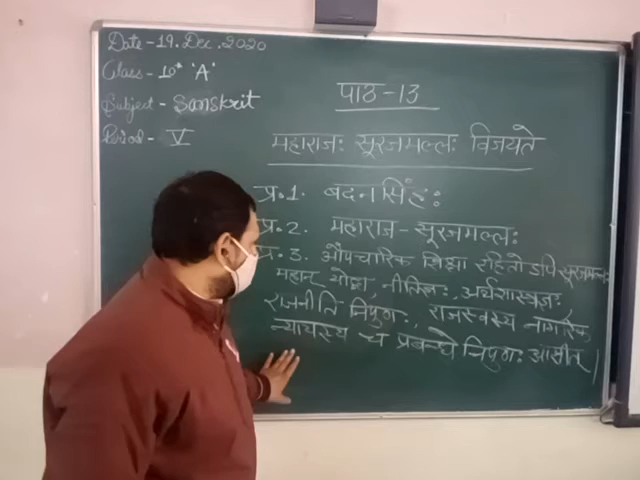 Date - 19. Dec, 2020
Class - 10th 'A'
Subject - Sanskrit
Period - V
पाठ - 13
महाराजः सूरजमल्लः विजयते
प्र. 1. बदनसिंहः
प्र. 2. महाराज - सूरजमल्लः
प्र. 3. औपचारिक शिक्षा रहितोऽपि सूरजमल्लः
महान् योद्धा, नीतिज्ञः, अर्थशास्त्रज्ञः
राजनीति निपुणः, राजस्वस्य नागरिक
न्यायस्य च प्रबन्धे निपुणः आसीत् |